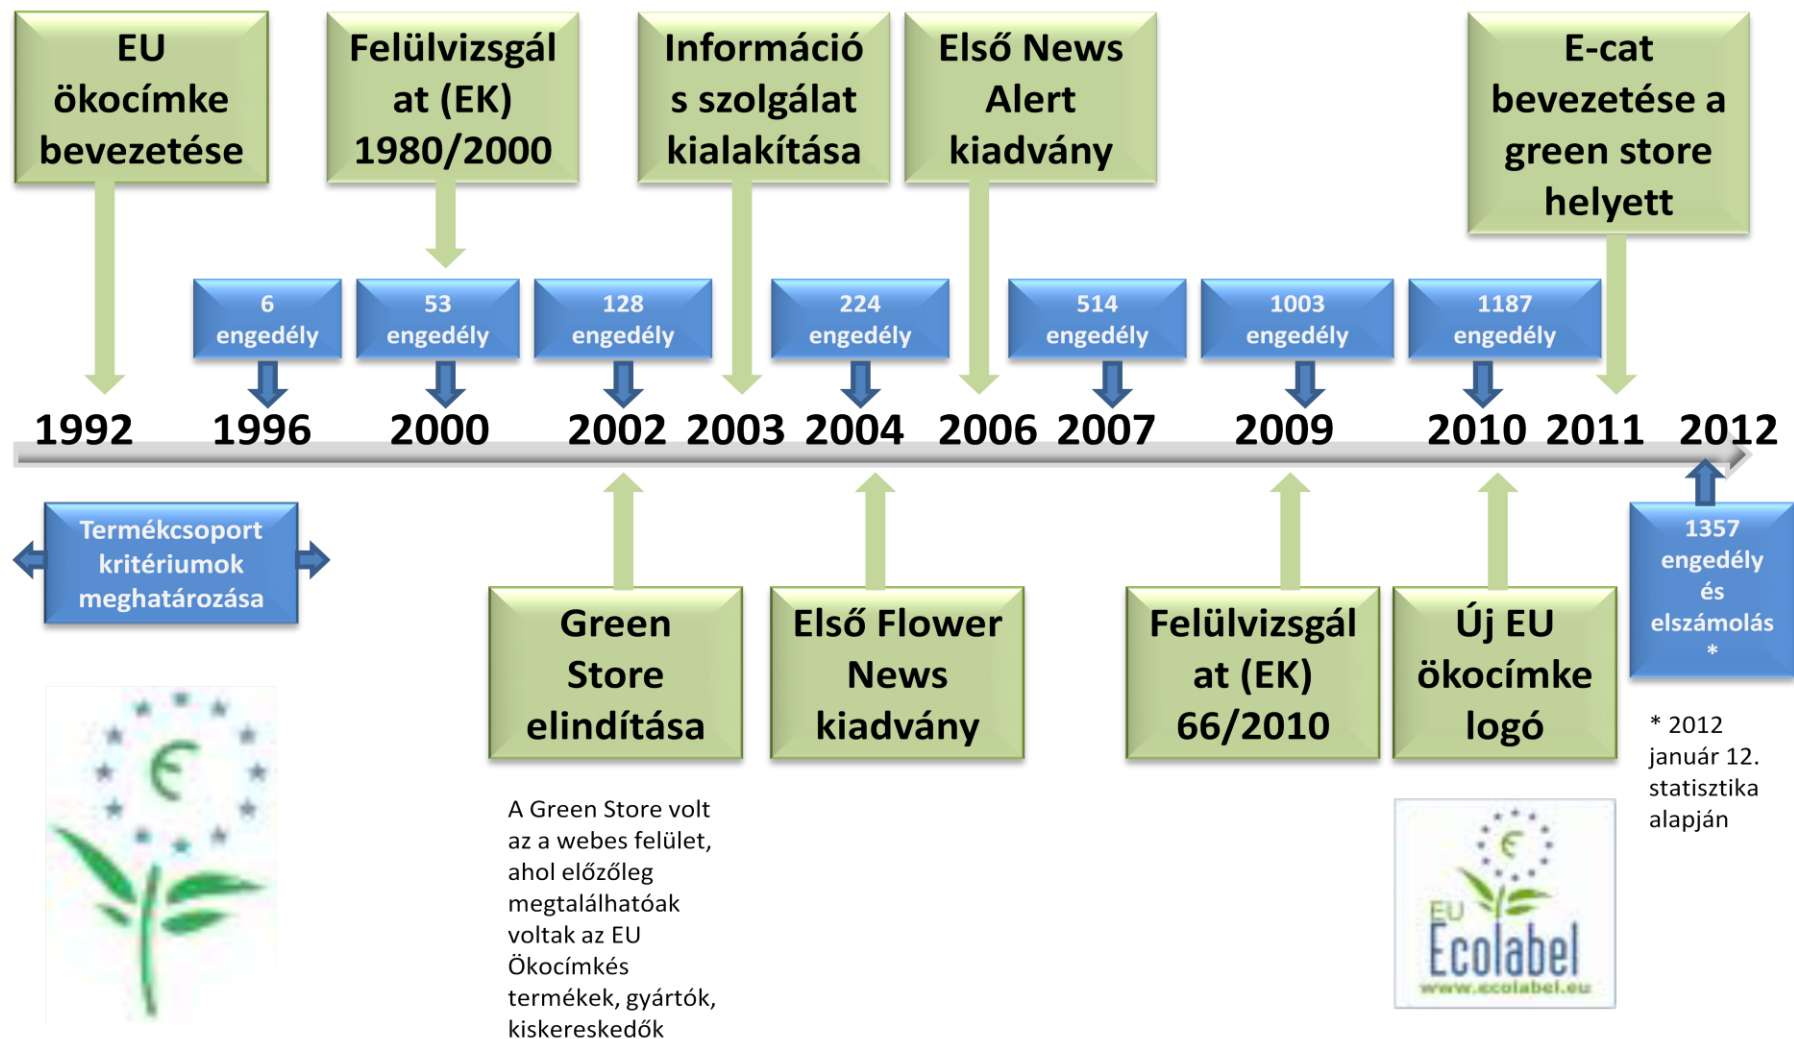 EU
ökocímke
bevezetése
Felülvizsgál
at (EK)
1980/2000
Információ
s szolgálat
kialakítása
Első News
Alert
kiadvány
E-cat
bevezetése a
green store
helyett
6
engedély
53
engedély
128
engedély
224
engedély
514
engedély
1003
engedély
1187
engedély
1992
1996
2000
2002
2003
2004
2006
2007
2009
2010
2011
2012
Termékcsoport
kritériumok
meghatározása
Green
Store
elindítása
Első Flower
News
kiadvány
Felülvizsgál
at (EK)
66/2010
Új EU
ökocímke
logó
1357
engedély
és
elszámolás
*
* 2012
január 12.
statisztika
alapján
A Green Store volt
az a webes felület,
ahol előzőleg
megtalálhatóak
voltak az EU
Ökocímkés
termékek, gyártók,
kiskereskedők
EU
Ecolabel
www.ecolabel.eu